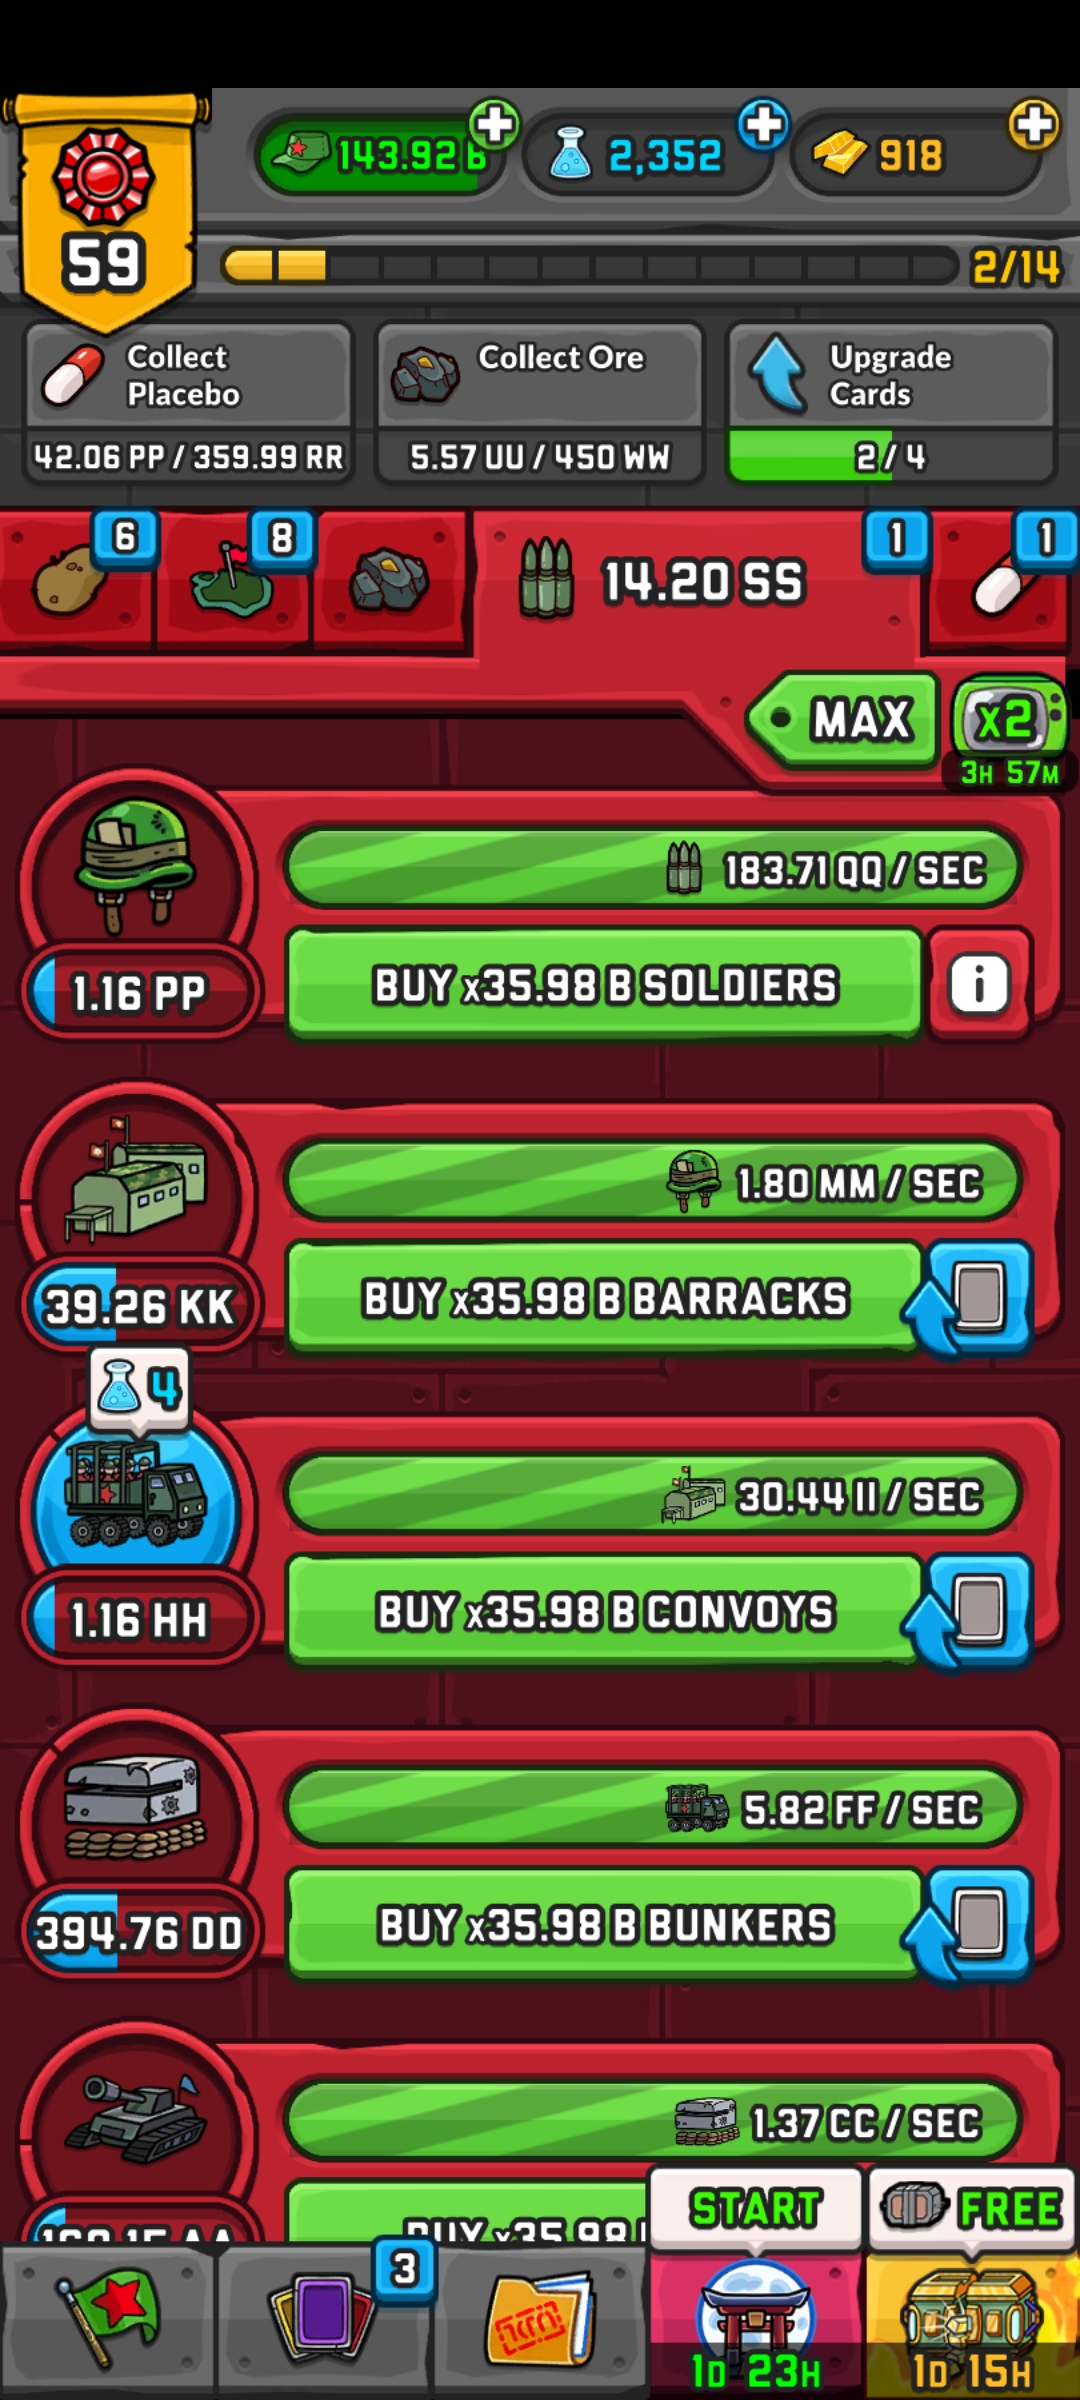 143.92 B
2,352
918
59
2/14
Collect
Placebo
42.06 PP / 359.99 RR
Collect Ore
5.57 UU / 450 WW
Upgrade
Cards
2 / 4
6
8
14.20 SS
1
1
MAX
x2
3H 57M
183.71 QQ / SEC
1.16 PP
BUY x35.98 B SOLDIERS
i
1.80 MM / SEC
39.26 KK
BUY x35.98 B BARRACKS
4
30.44 II / SEC
1.16 HH
BUY x35.98 B CONVOYS
5.82 FF / SEC
394.76 DD
BUY x35.98 B BUNKERS
1.37 CC / SEC
BUY x35.98
START
FREE
3
1D 23H
1D 15H